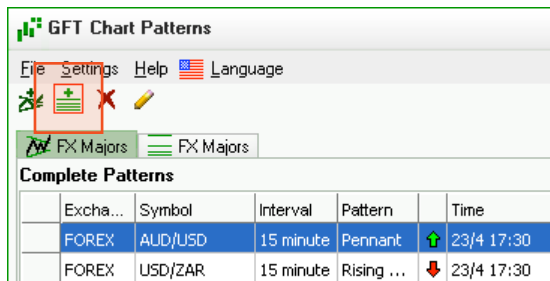 GFT Chart Patterns
File Settings Help Language
FX Majors FX Majors
Complete Patterns
Excha... Symbol Interval Pattern Time
FOREX AUD/USD 15 minute Pennant 23/4 17:30
FOREX USD/ZAR 15 minute Rising ... 23/4 17:30